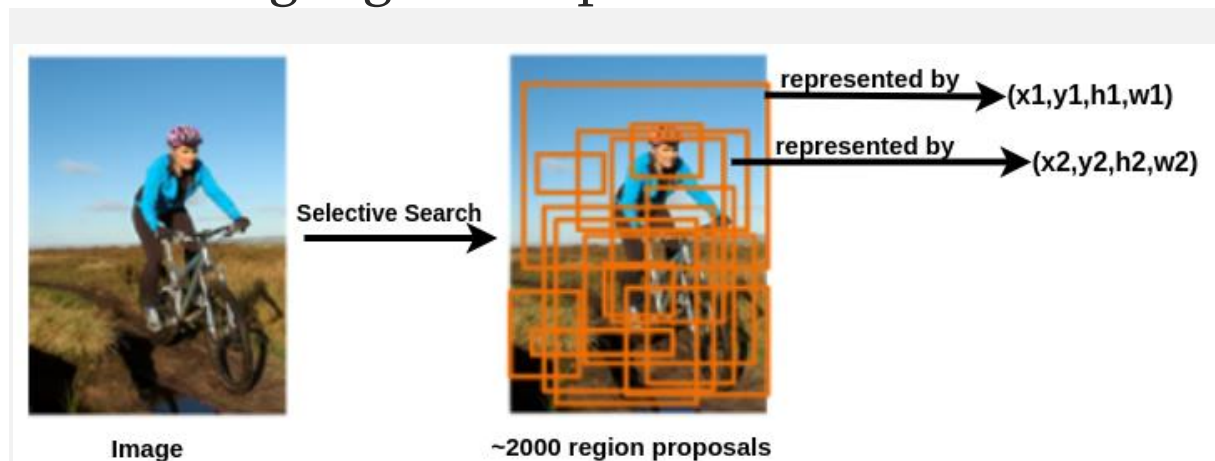 represented by
(x1,y1,h1,w1)
represented by
(x2,y2,h2,w2)
Selective Search
Image
~2000 region proposals